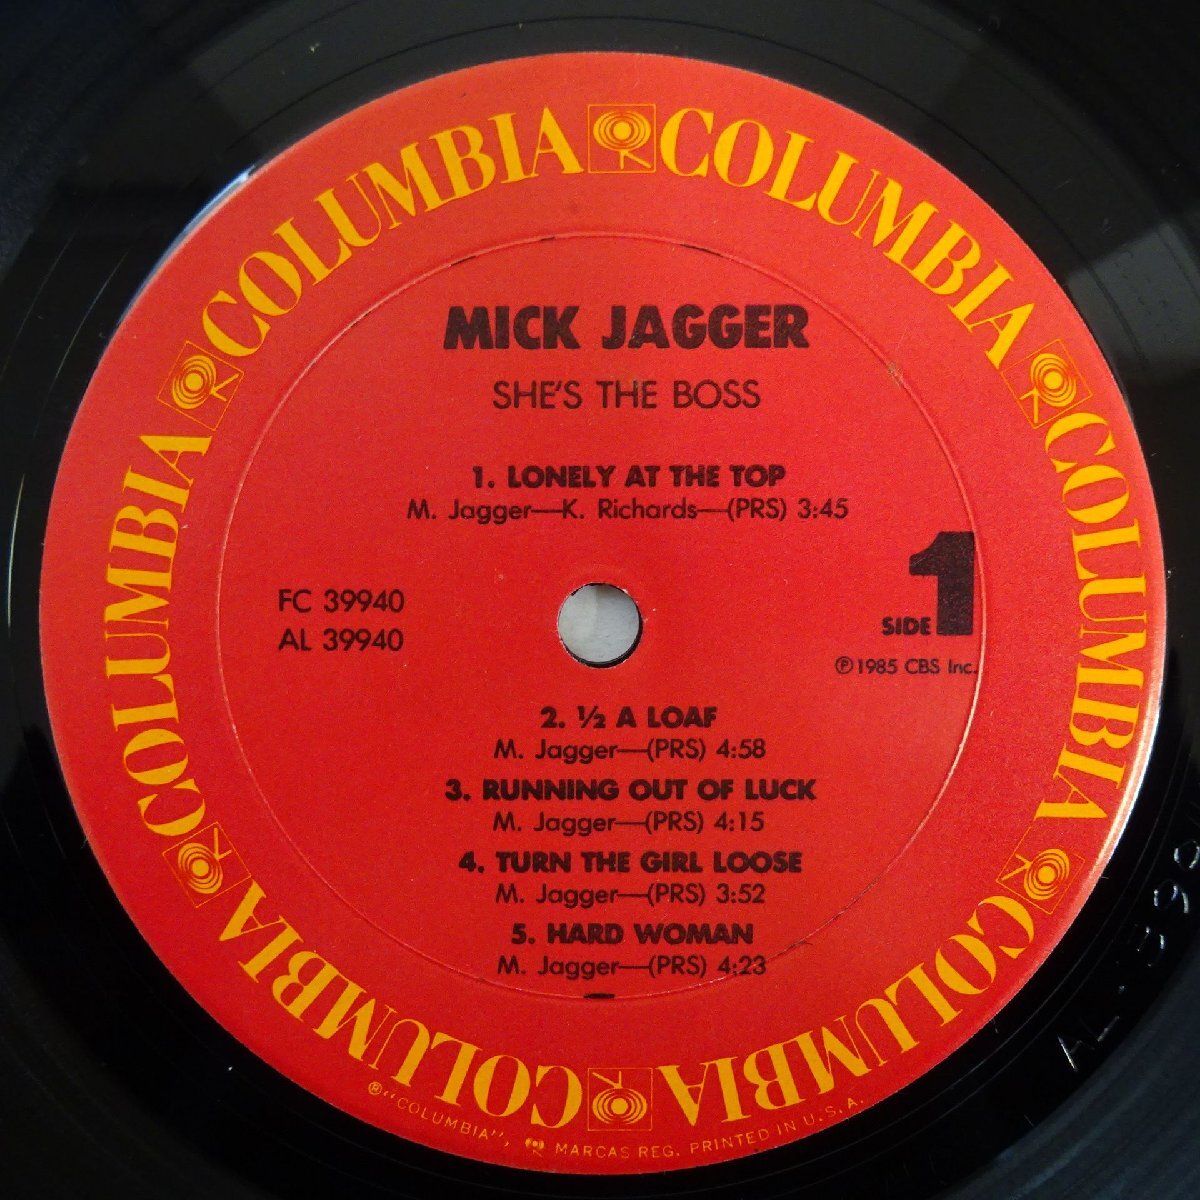 COLUMBIA COLUMBIA COLUMBIA COLUMBIA COLUMBIA COLUMBIA
MICK JAGGER
SHE'S THE BOSS
1. LONELY AT THE TOP
M. Jagger—K. Richards—(PRS) 3:45
FC 39940
AL 39940
SIDE 1
℗ 1985 CBS Inc.
2. ½ A LOAF
M. Jagger—(PRS) 4:58
3. RUNNING OUT OF LUCK
M. Jagger—(PRS) 4:15
4. TURN THE GIRL LOOSE
M. Jagger—(PRS) 3:52
5. HARD WOMAN
M. Jagger—(PRS) 4:23
®"COLUMBIA", MARCAS REG. PRINTED IN U.S.A.
AL-399